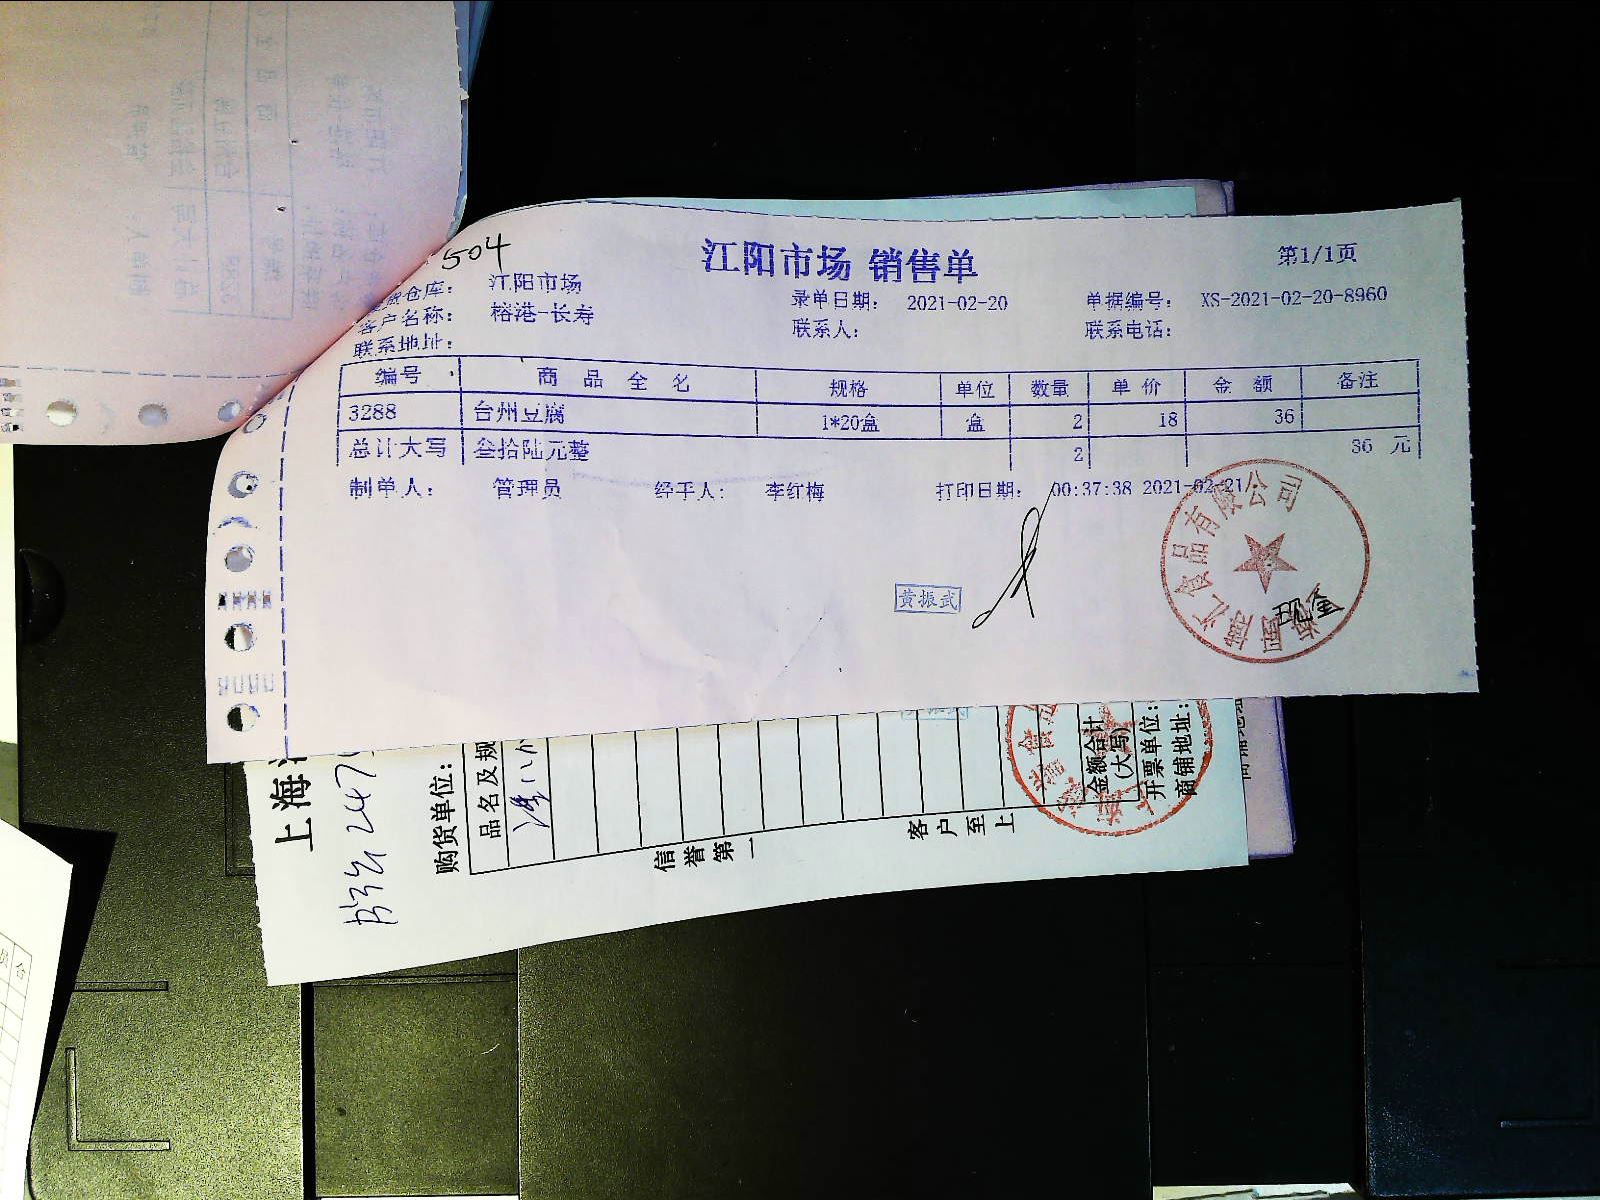 504
江阳市场 销售单
第1/1页
仓库： 江阳市场
录单日期： 2021-02-20
单据编号： XS-2021-02-20-8960
客户名称： 榕港-长寿
联系人：
联系电话：
联系地址：
编号 商品全名 规格 单位 数量 单价 金额 备注
3288 台州豆腐 1*20盒 盒 2 18 36
总计大写 叁拾陆元整 2 36 元
制单人： 管理员 经手人： 李红梅 打印日期： 00:37:38 2021-02-21
黄振武
食品有限公司
现金
上海
购货单位：
品名及规
信誉第一
客户至上
金额合计
(大写)
开票单位：
商铺地址：